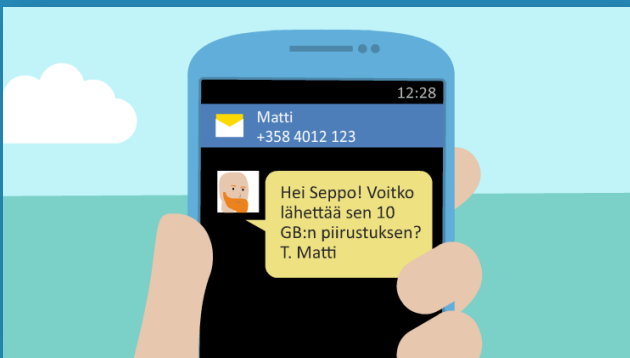 12:28
Matti
+358 4012 123
Hei Seppo! Voitko
lähettää sen 10
GB:n piirustuksen?
T. Matti